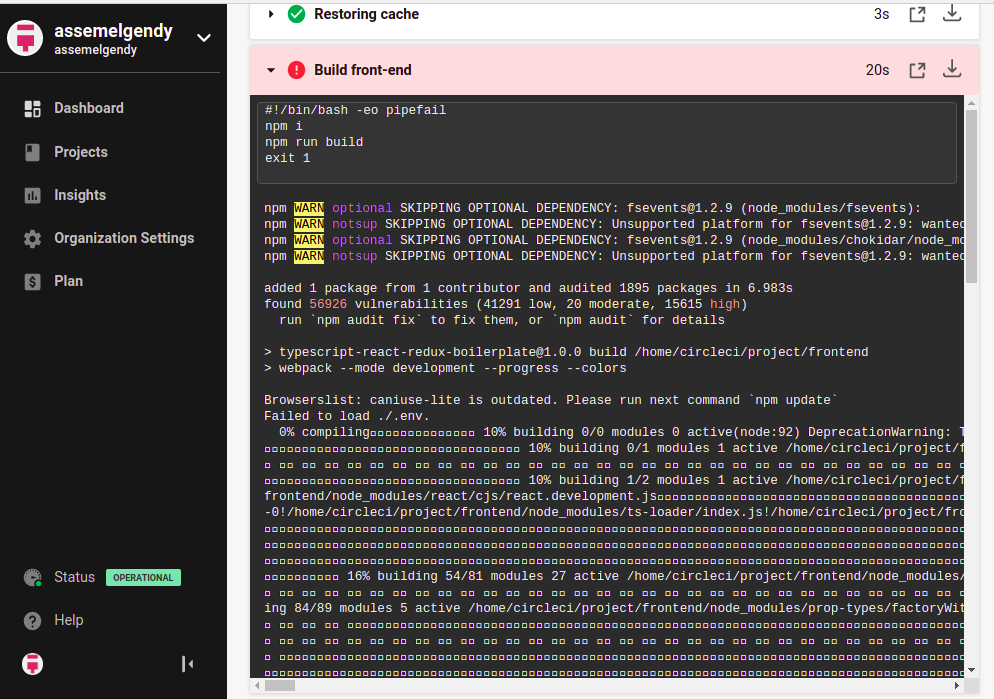 assemelgendy
assemelgendy
Dashboard
Projects
Insights
Organization Settings
Plan
Status OPERATIONAL
Help
Restoring cache 3s
Build front-end 20s
#!/bin/bash -eo pipefail
npm i
npm run build
exit 1
npm WARN optional SKIPPING OPTIONAL DEPENDENCY: fsevents@1.2.9 (node_modules/fsevents):
npm WARN notsup SKIPPING OPTIONAL DEPENDENCY: Unsupported platform for fsevents@1.2.9: wanted
npm WARN optional SKIPPING OPTIONAL DEPENDENCY: fsevents@1.2.9 (node_modules/chokidar/node_mo
npm WARN notsup SKIPPING OPTIONAL DEPENDENCY: Unsupported platform for fsevents@1.2.9: wanted
added 1 package from 1 contributor and audited 1895 packages in 6.983s
found 56926 vulnerabilities (41291 low, 20 moderate, 15615 high)
run `npm audit fix` to fix them, or `npm audit` for details
> typescript-react-redux-boilerplate@1.0.0 build /home/circleci/project/frontend
> webpack --mode development --progress --colors
Browserslist: caniuse-lite is outdated. Please run next command `npm update`
Failed to load ./.env.
0% compiling 10% building 0/0 modules 0 active(node:92) DeprecationWarning: T
10% building 0/1 modules 1 active /home/circleci/project/f
10% building 1/2 modules 1 active /home/circleci/project/f
frontend/node_modules/react/cjs/react.development.js
-0!/home/circleci/project/frontend/node_modules/ts-loader/index.js!/home/circleci/project/fro
16% building 54/81 modules 27 active /home/circleci/project/frontend/node_modules/
ing 84/89 modules 5 active /home/circleci/project/frontend/node_modules/prop-types/factoryWit